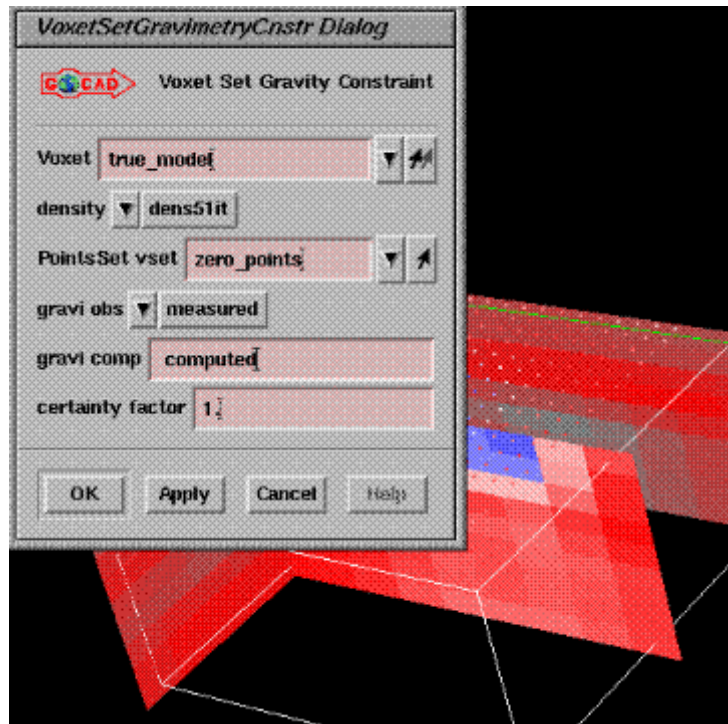 VoxetSetGravimetryCnstr Dialog
GOCAD Voxet Set Gravity Constraint
Voxet true_model
density dens51it
PointsSet vset zero_points
gravi obs measured
gravi comp computed
certainty factor 1.
OK Apply Cancel Help